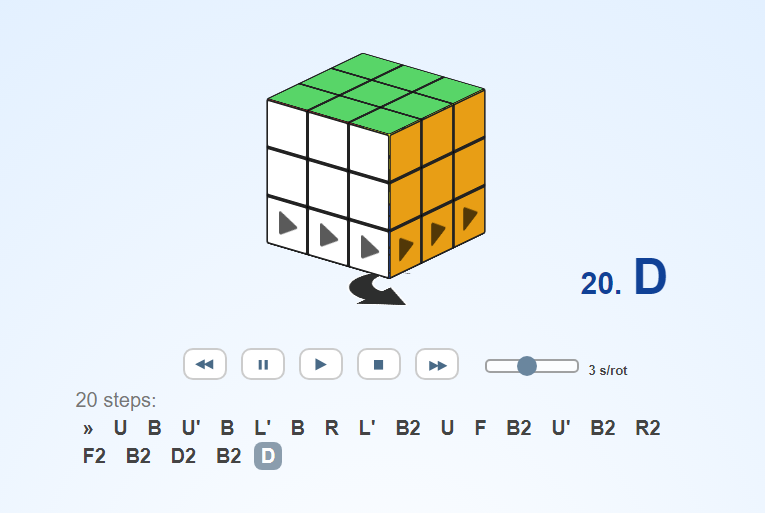 20. D
3 s/rot
20 steps:
» U B U' B L' B R L' B2 U F B2 U' B2 R2
F2 B2 D2 B2 D